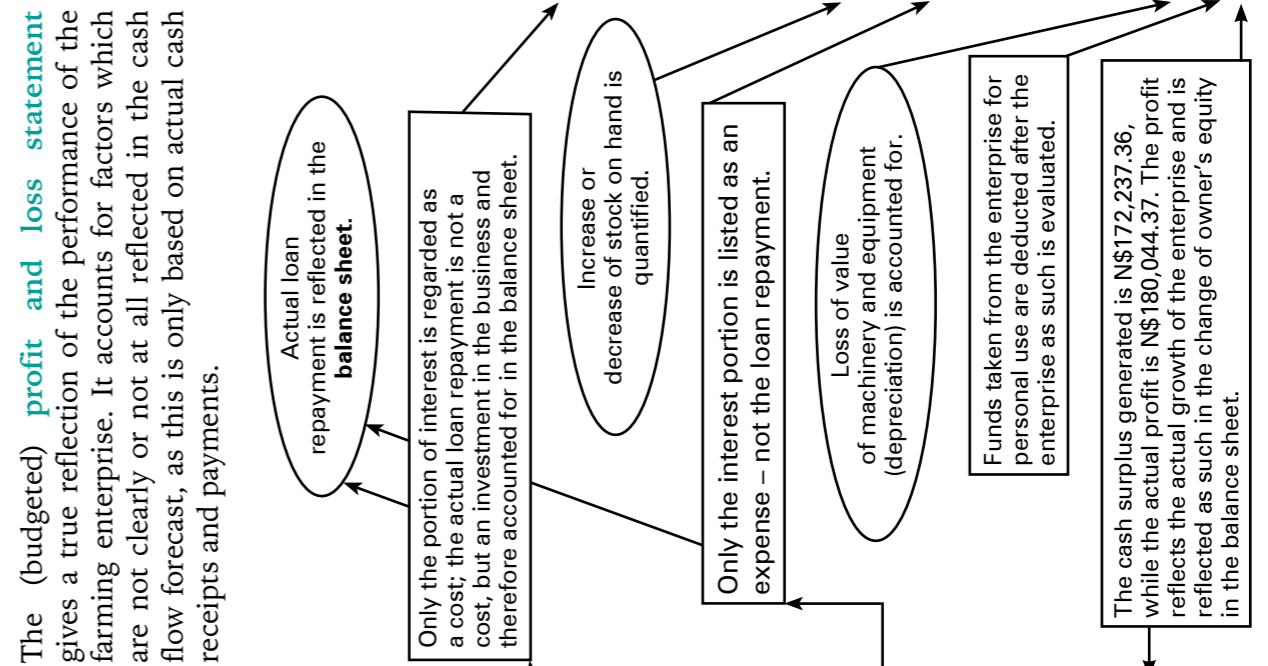 The (budgeted) profit and loss statement
gives a true reflection of the performance of the
farming enterprise. It accounts for factors which
are not clearly or not at all reflected in the cash
flow forecast, as this is only based on actual cash
receipts and payments.
Actual loan
repayment is reflected in the
balance sheet.
Only the portion of interest is regarded as
a cost; the actual loan repayment is not a
cost, but an investment in the business and
therefore accounted for in the balance sheet.
Increase or
decrease of stock on hand is
quantified.
Only the interest portion is listed as an
expense – not the loan repayment.
Loss of value
of machinery and equipment
(depreciation) is accounted for.
Funds taken from the enterprise for
personal use are deducted after the
enterprise as such is evaluated.
The cash surplus generated is N$172,237.36,
while the actual profit is N$180,044.37. The profit
reflects the actual growth of the enterprise and is
reflected as such in the change of owner's equity
in the balance sheet.